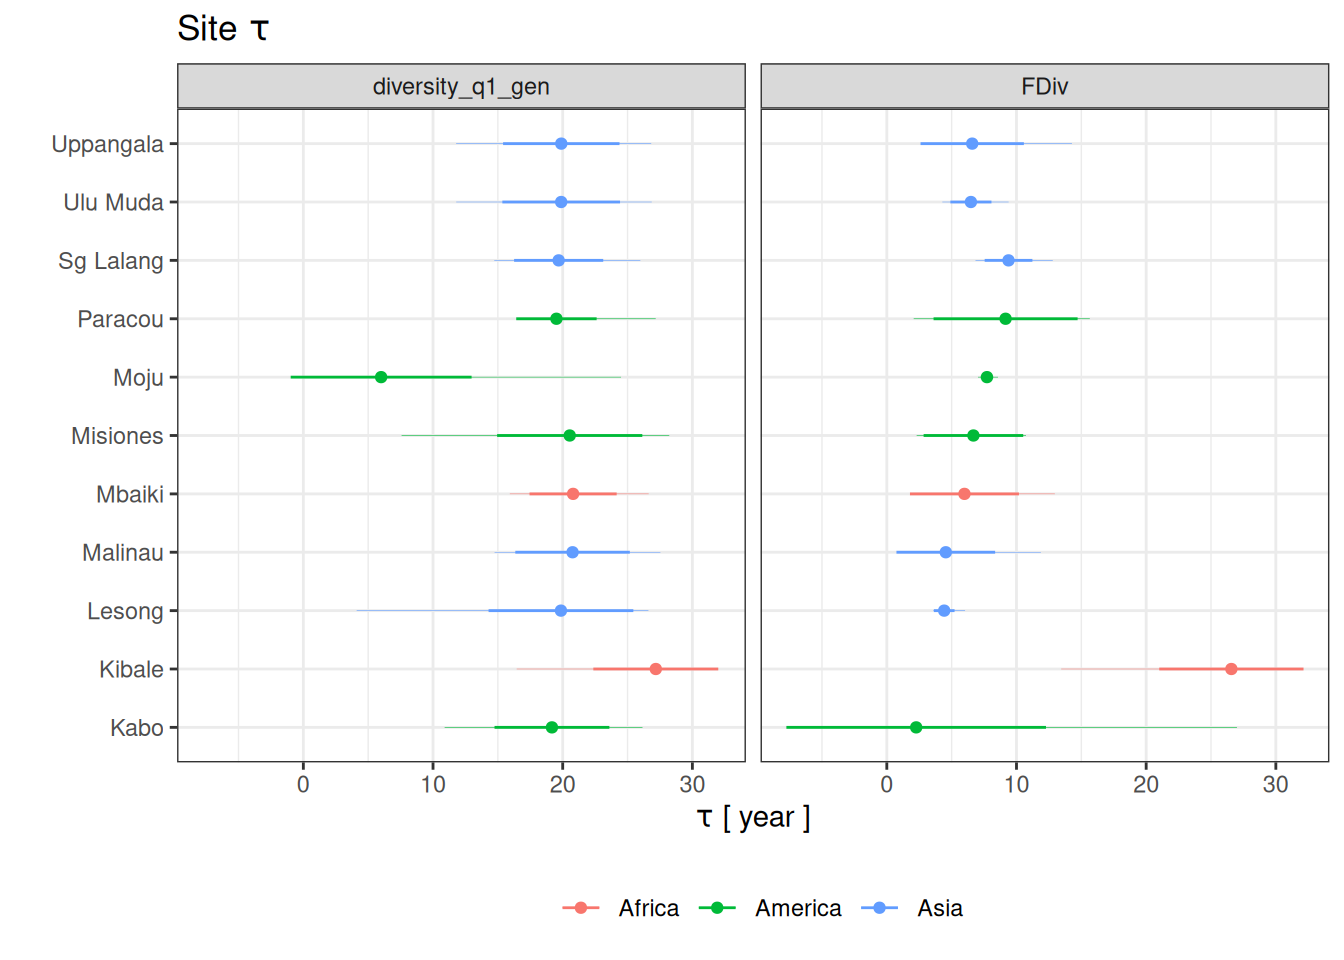 Site τ
diversity_q1_gen FDiv
Uppangala
Ulu Muda
Sg Lalang
Paracou
Moju
Misiones
Mbaiki
Malinau
Lesong
Kibale
Kabo
0 10 20 30 0 10 20 30
τ [ year ]
Africa America Asia